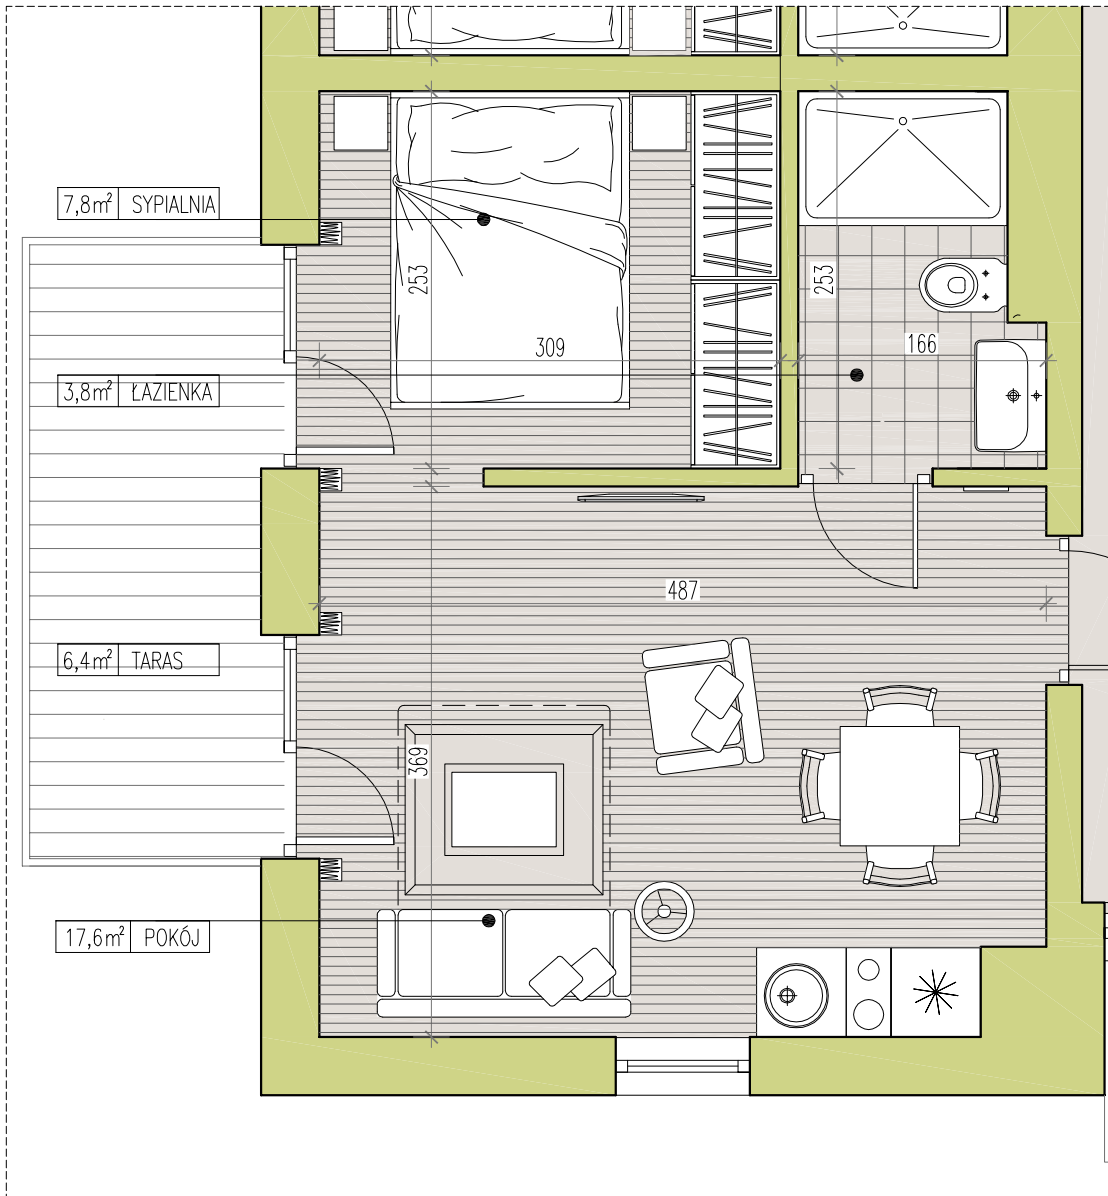 7,8m² SYPIALNIA
253
253
309
166
3,8m² ŁAZIENKA
487
6,4m² TARAS
369
17,6m² POKÓJ